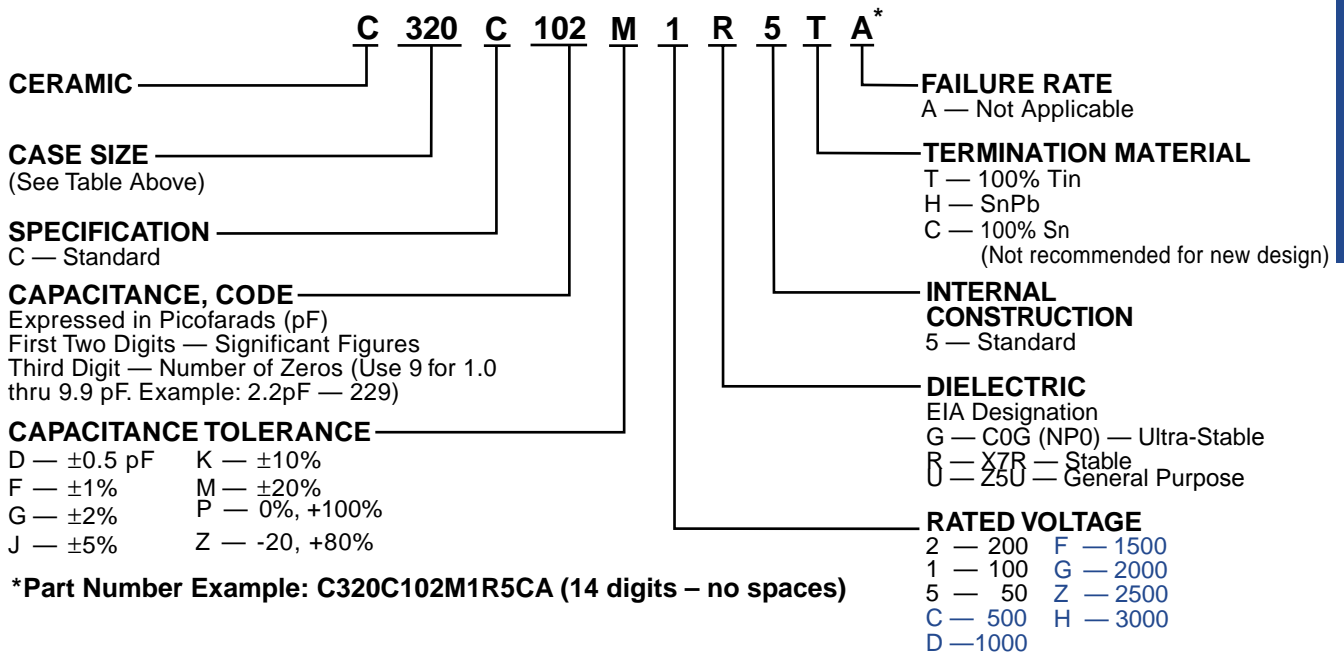 C 320 C 102 M 1 R 5 T A*
CERAMIC
CASE SIZE
(See Table Above)
SPECIFICATION
C — Standard
CAPACITANCE, CODE
Expressed in Picofarads (pF)
First Two Digits — Significant Figures
Third Digit — Number of Zeros (Use 9 for 1.0
thru 9.9 pF. Example: 2.2pF — 229)
CAPACITANCE TOLERANCE
D — ±0.5 pF K — ±10%
F — ±1% M — ±20%
G — ±2% P — 0%, +100%
J — ±5% Z — -20, +80%
*Part Number Example: C320C102M1R5CA (14 digits – no spaces)
FAILURE RATE
A — Not Applicable
TERMINATION MATERIAL
T — 100% Tin
H — SnPb
C — 100% Sn
(Not recommended for new design)
INTERNAL
CONSTRUCTION
5 — Standard
DIELECTRIC
EIA Designation
G — C0G (NP0) — Ultra-Stable
R — X7R — Stable
U — Z5U — General Purpose
RATED VOLTAGE
2 — 200 F — 1500
1 — 100 G — 2000
5 — 50 Z — 2500
C — 500 H — 3000
D —1000